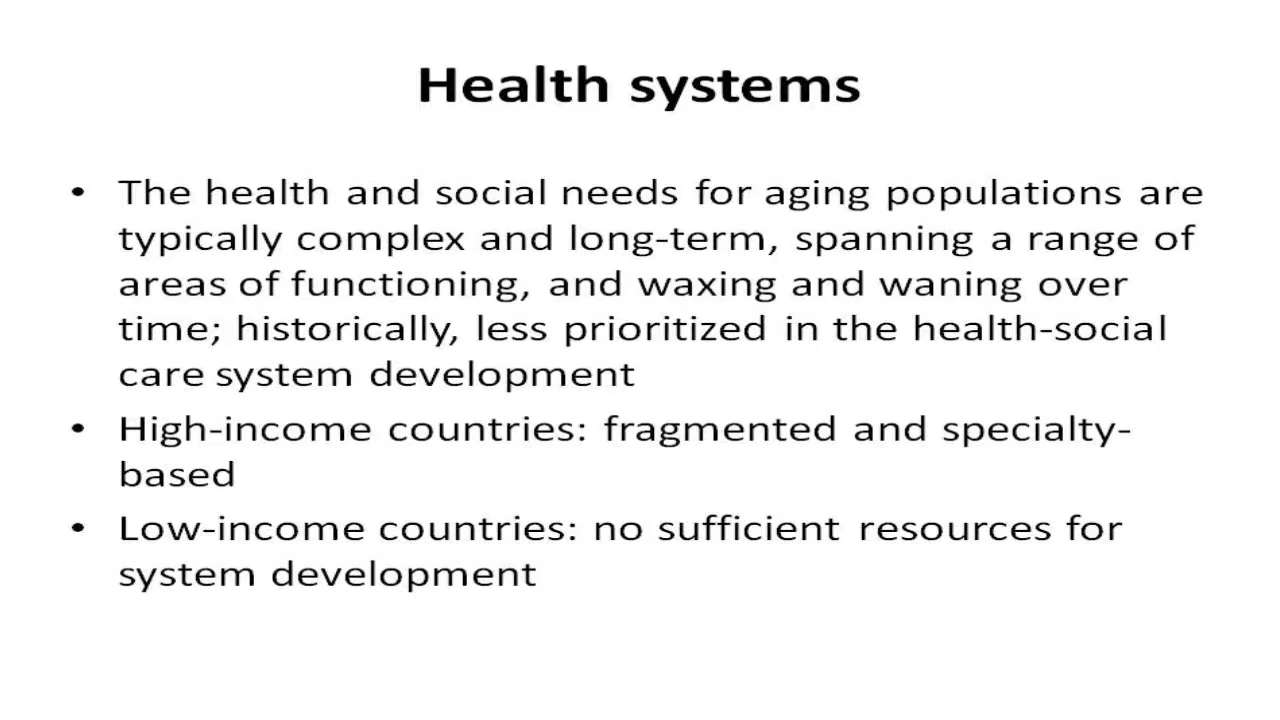 Health systems
• The health and social needs for aging populations are
typically complex and long-term, spanning a range of
areas of functioning, and waxing and waning over
time; historically, less prioritized in the health-social
care system development
• High-income countries: fragmented and specialty-
based
• Low-income countries: no sufficient resources for
system development